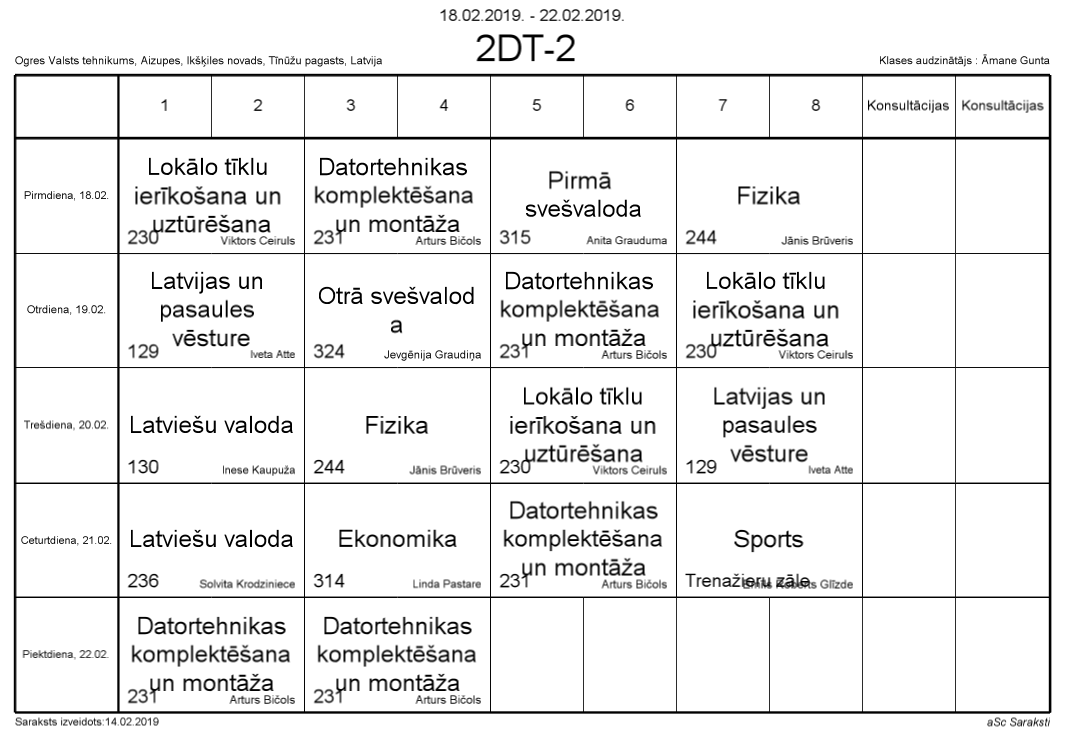 18.02.2019. - 22.02.2019.
2DT-2
Ogres Valsts tehnikums, Aizupes, Ikšķiles novads, Tīnūžu pagasts, Latvija
Klases audzinātājs : Āmane Gunta
1 2 3 4 5 6 7 8 Konsultācijas Konsultācijas
Pirmdiena, 18.02.
Lokālo tīklu
ierīkošana un
uztūrēšana
230 Viktors Ceiruls
Datortehnikas
komplektēšana
un montāža
231 Arturs Bičols
Pirmā
svešvaloda
315 Anita Grauduma
Fizika
244 Jānis Brūveris
Otrdiena, 19.02.
Latvijas un
pasaules
vēsture
129 Iveta Atte
Otrā svešvalod
a
324 Jevgēnija Graudiņa
Datortehnikas
komplektēšana
un montāža
231 Arturs Bičols
Lokālo tīklu
ierīkošana un
uztūrēšana
230 Viktors Ceiruls
Trešdiena, 20.02.
Latviešu valoda
130 Inese Kaupuža
Fizika
244 Jānis Brūveris
Lokālo tīklu
ierīkošana un
uztūrēšana
230 Viktors Ceiruls
Latvijas un
pasaules
vēsture
129 Iveta Atte
Ceturtdiena, 21.02.
Latviešu valoda
236 Solvita Krodziniece
Ekonomika
314 Linda Pastare
Datortehnikas
komplektēšana
un montāža
231 Arturs Bičols
Sports
Trenažieru zāle Emīls Roberts Glīzde
Piektdiena, 22.02.
Datortehnikas
komplektēšana
un montāža
231 Arturs Bičols
Datortehnikas
komplektēšana
un montāža
231 Arturs Bičols
Saraksts izveidots:14.02.2019
aSc Saraksti